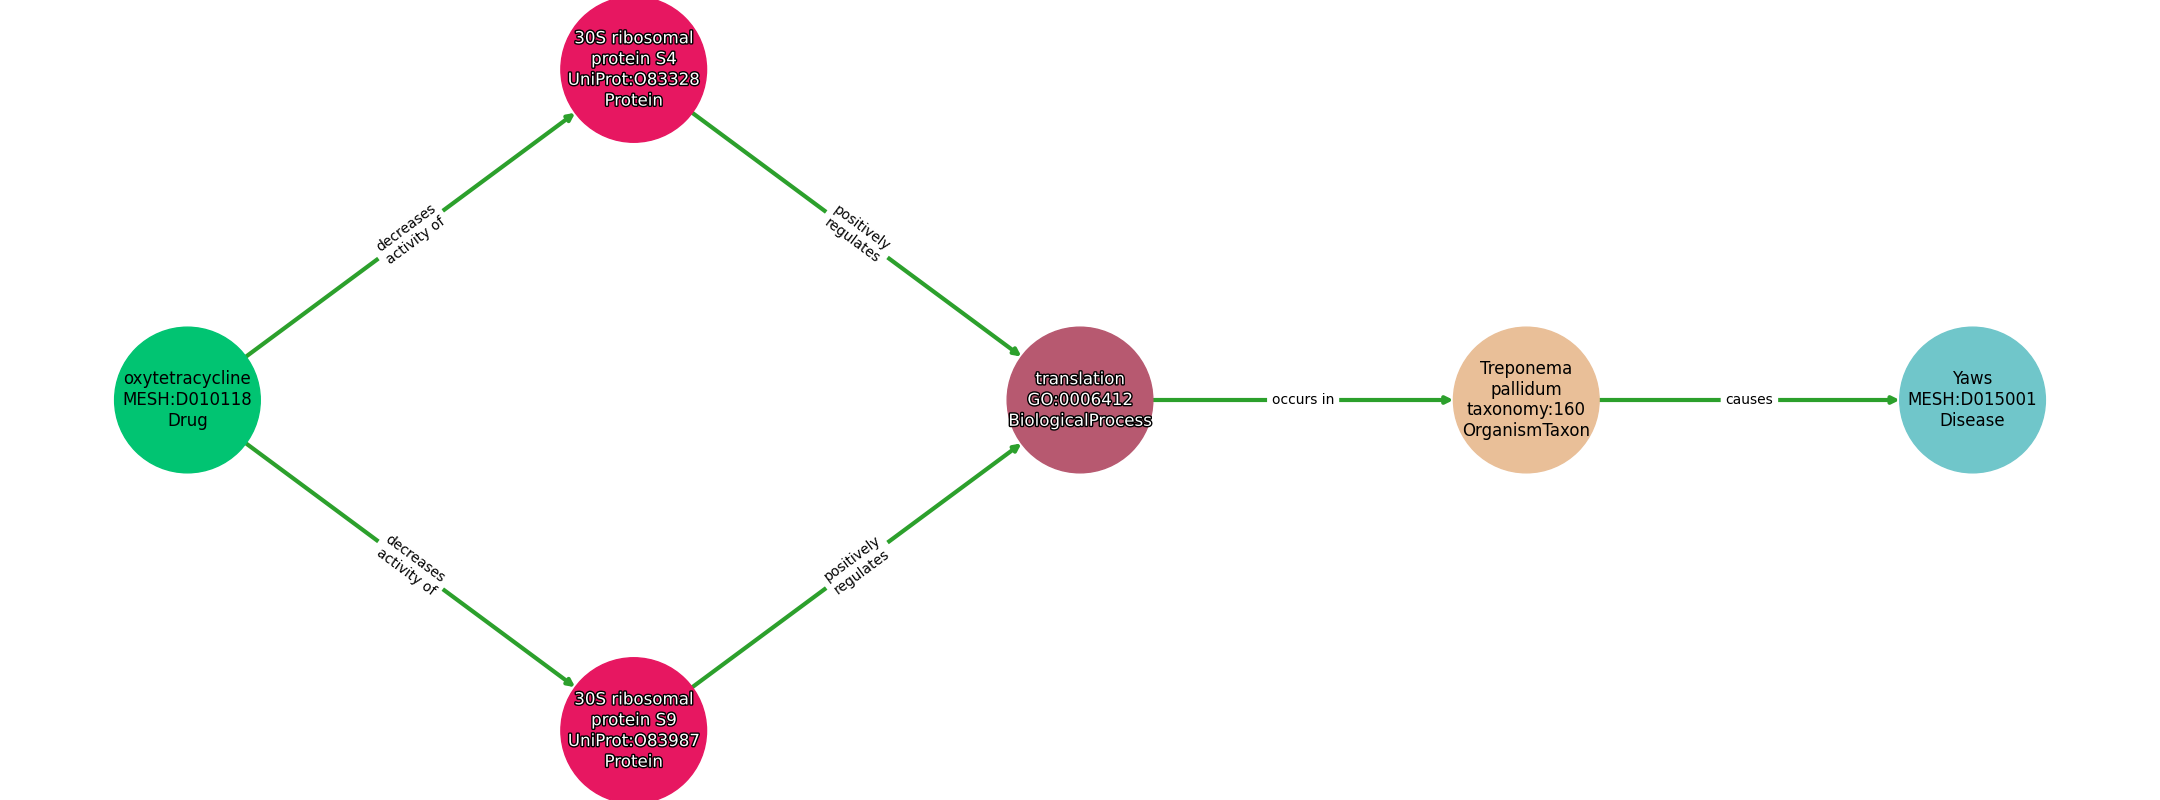 30S ribosomal
protein S4
UniProt:O83328
Protein
decreases
activity of
positively
regulates
oxytetracycline
MESH:D010118
Drug
translation
GO:0006412
BiologicalProcess
occurs in
Treponema
pallidum
taxonomy:160
OrganismTaxon
causes
Yaws
MESH:D015001
Disease
decreases
activity of
positively
regulates
30S ribosomal
protein S9
UniProt:O83987
Protein